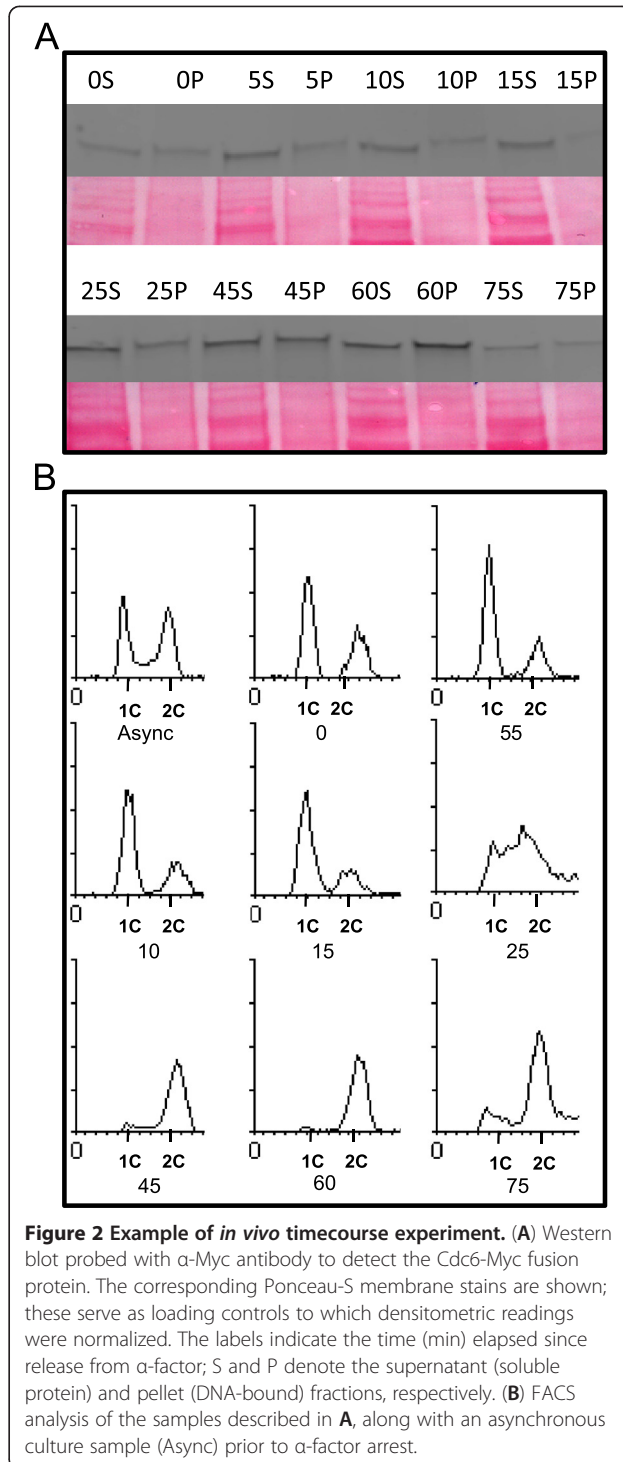 A
0S 0P 5S 5P 10S 10P 15S 15P
25S 25P 45S 45P 60S 60P 75S 75P
B
0 1C 2C 0 1C 2C 0 1C 2C
Async 0 55
0 1C 2C 0 1C 2C 0 1C 2C
10 15 25
0 1C 2C 0 1C 2C 0 1C 2C
45 60 75
Figure 2 Example of in vivo timecourse experiment. (A) Western
blot probed with α-Myc antibody to detect the Cdc6-Myc fusion
protein. The corresponding Ponceau-S membrane stains are shown;
these serve as loading controls to which densitometric readings
were normalized. The labels indicate the time (min) elapsed since
release from α-factor; S and P denote the supernatant (soluble
protein) and pellet (DNA-bound) fractions, respectively. (B) FACS
analysis of the samples described in A, along with an asynchronous
culture sample (Async) prior to α-factor arrest.